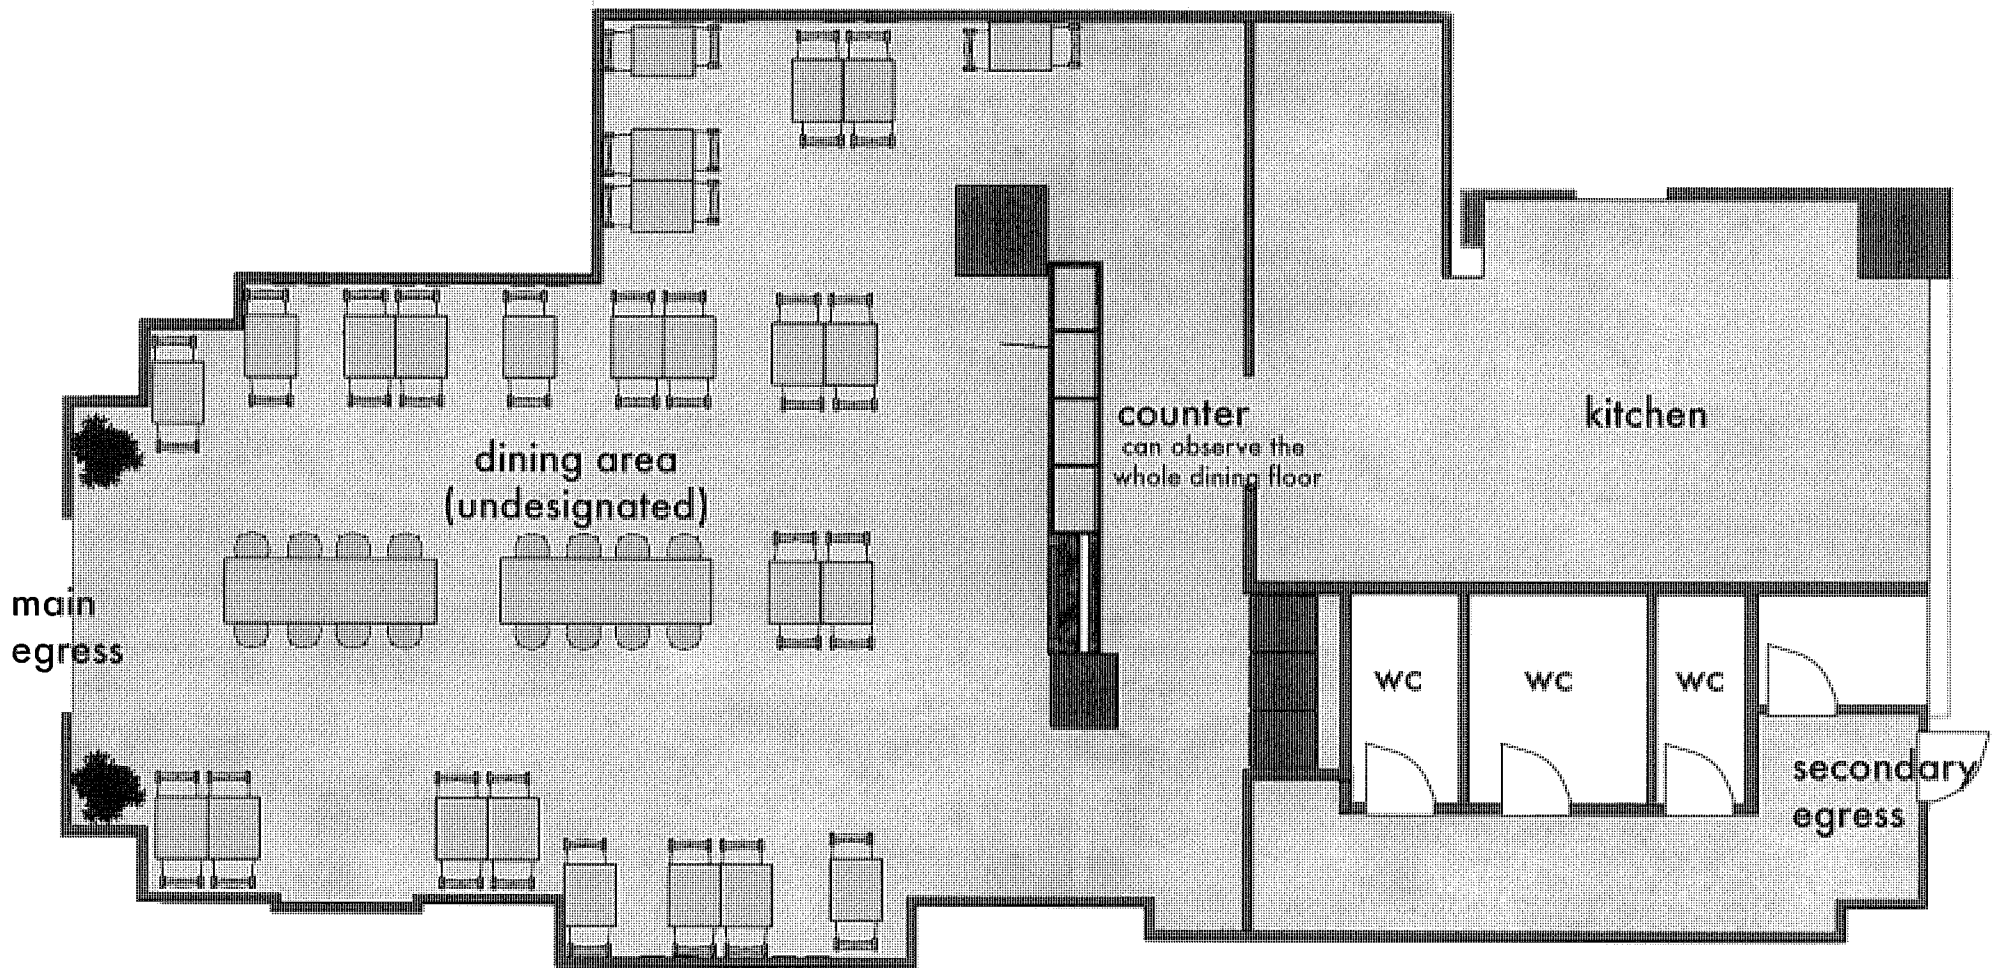 counter
can observe the
whole dining floor
kitchen
dining area
(undesignated)
main
egress
wc
wc
wc
secondary
egress